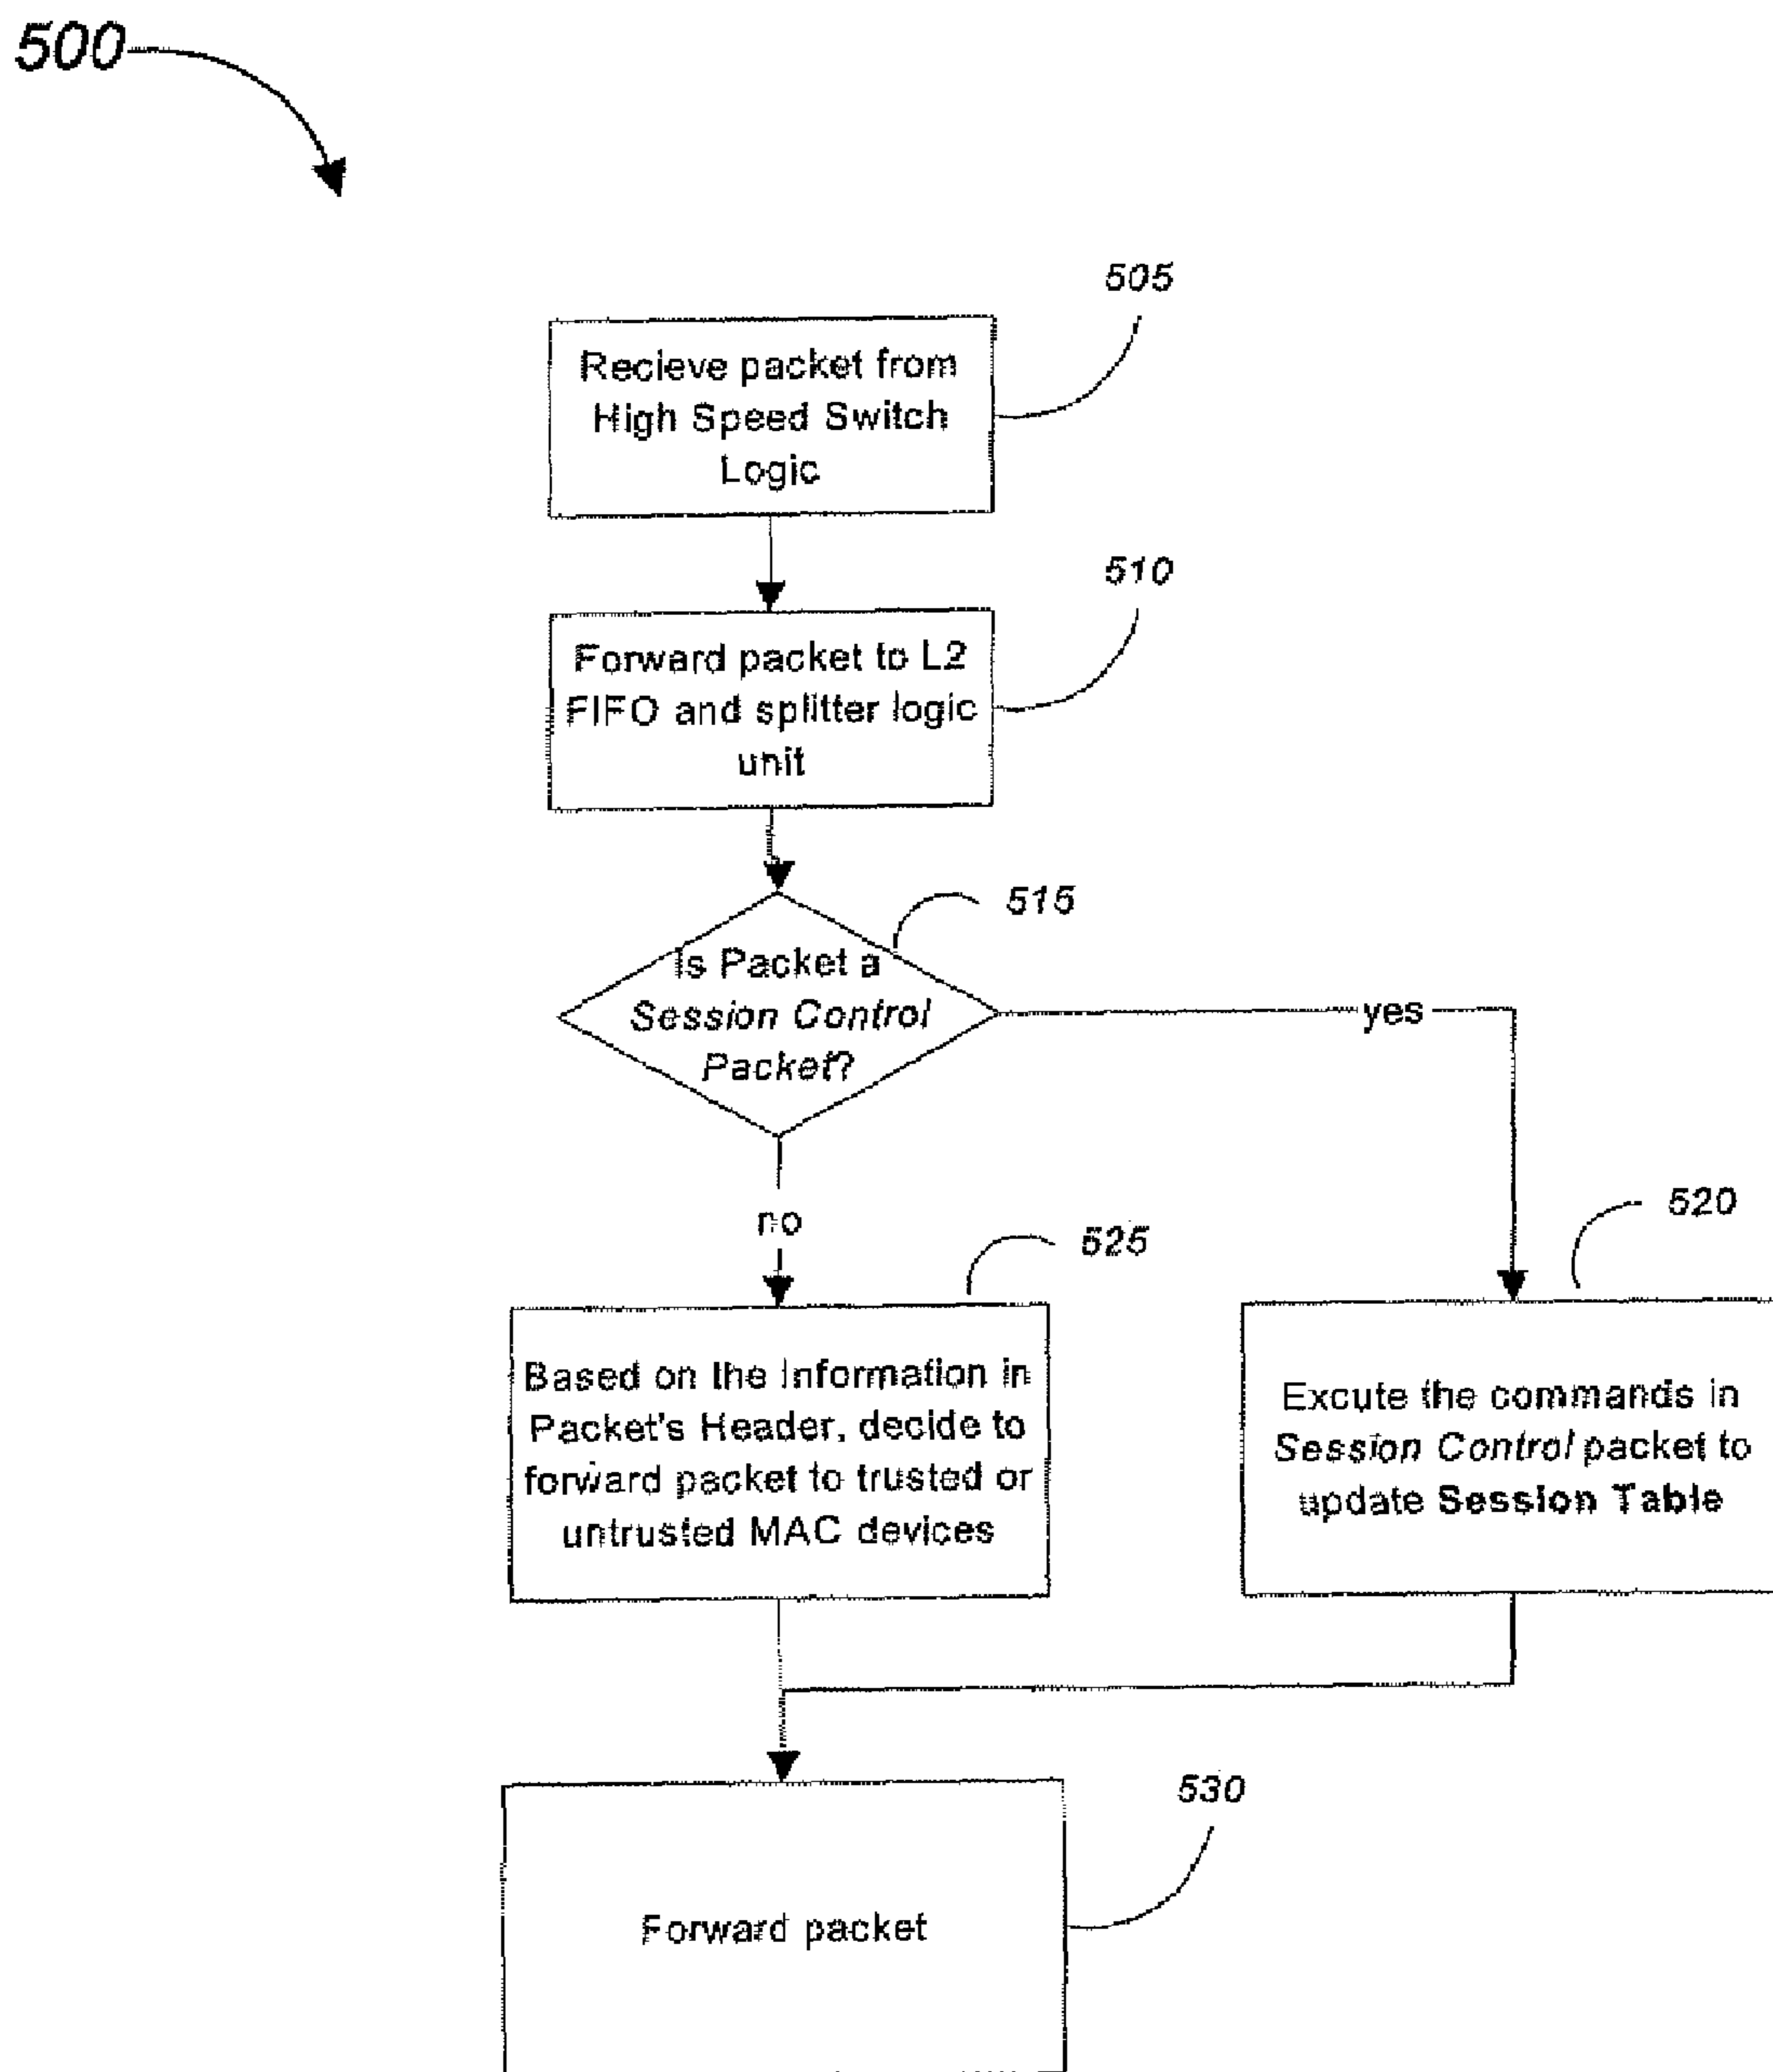 500
505
Recieve packet from
High Speed Switch
Logic
510
Forward packet to L2
FIFO and splitter logic
unit
515
Is Packet a
Session Control
Packet?
yes
no
525
520
Based on the Information in
Packet's Header, decide to
forward packet to trusted or
untrusted MAC devices
Excute the commands in
Session Control packet to
update Session Table
530
Forward packet